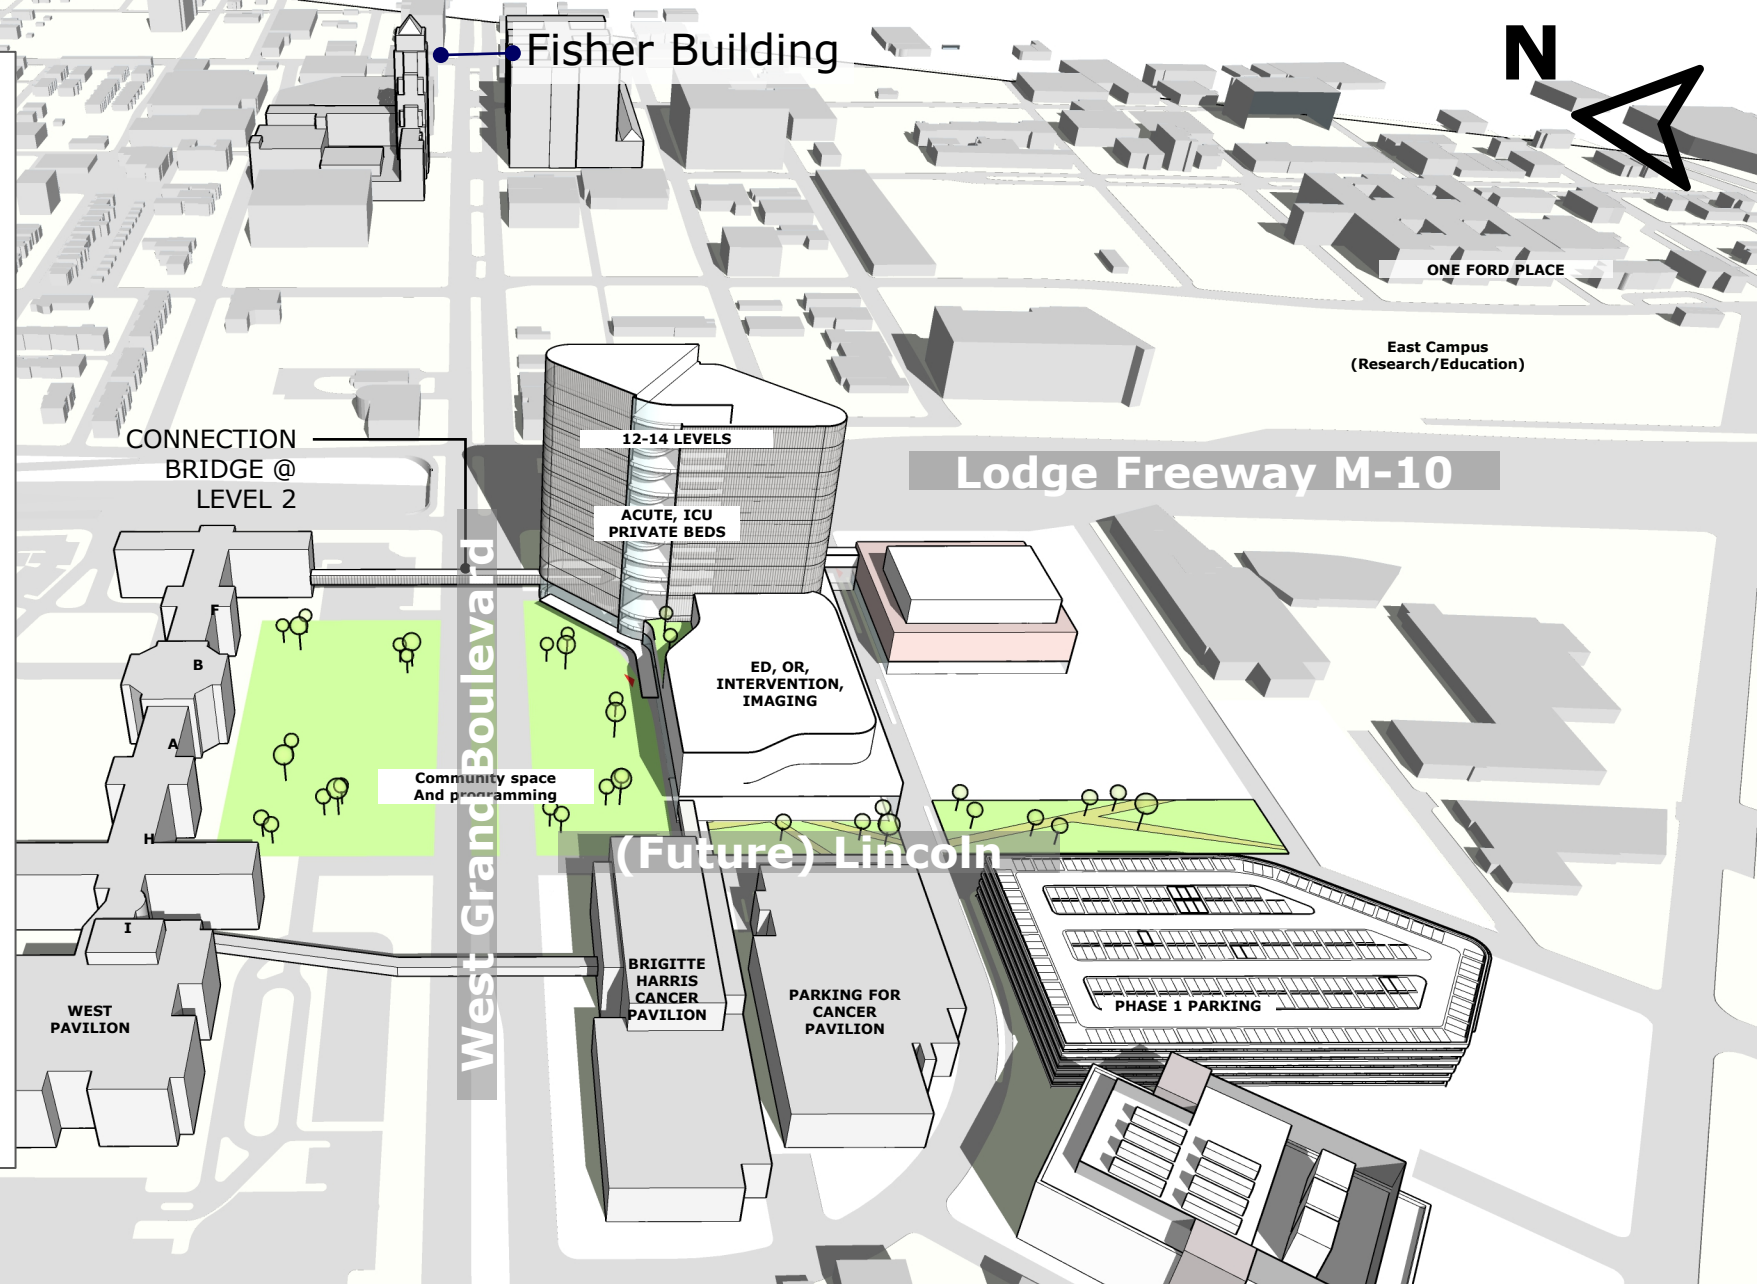 Fisher Building
N
ONE FORD PLACE
East Campus
(Research/Education)
CONNECTION
BRIDGE @
LEVEL 2
12-14 LEVELS
Lodge Freeway M-10
ACUTE, ICU
PRIVATE BEDS
West Grand Boulevard
F
B
A
H
I
ED, OR,
INTERVENTION,
IMAGING
Community space
And programming
(Future) Lincoln
WEST
PAVILION
BRIGITTE
HARRIS
CANCER
PAVILION
PARKING FOR
CANCER
PAVILION
PHASE 1 PARKING